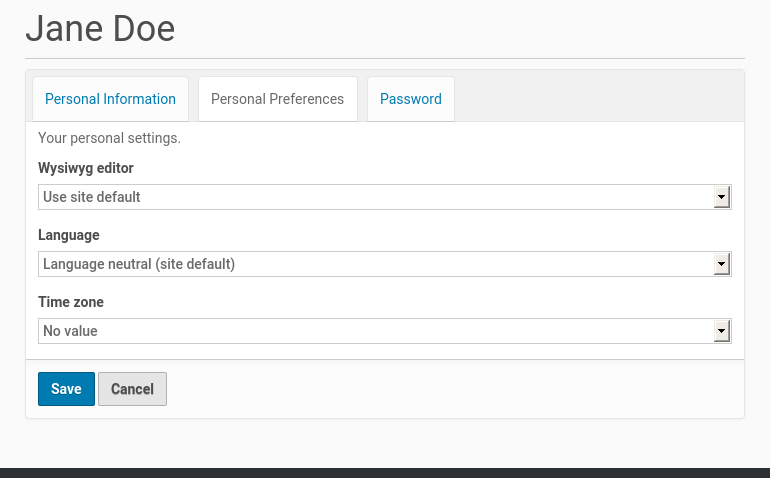 Jane Doe
Personal Information Personal Preferences Password
Your personal settings.
Wysiwyg editor
Use site default
Language
Language neutral (site default)
Time zone
No value
Save Cancel